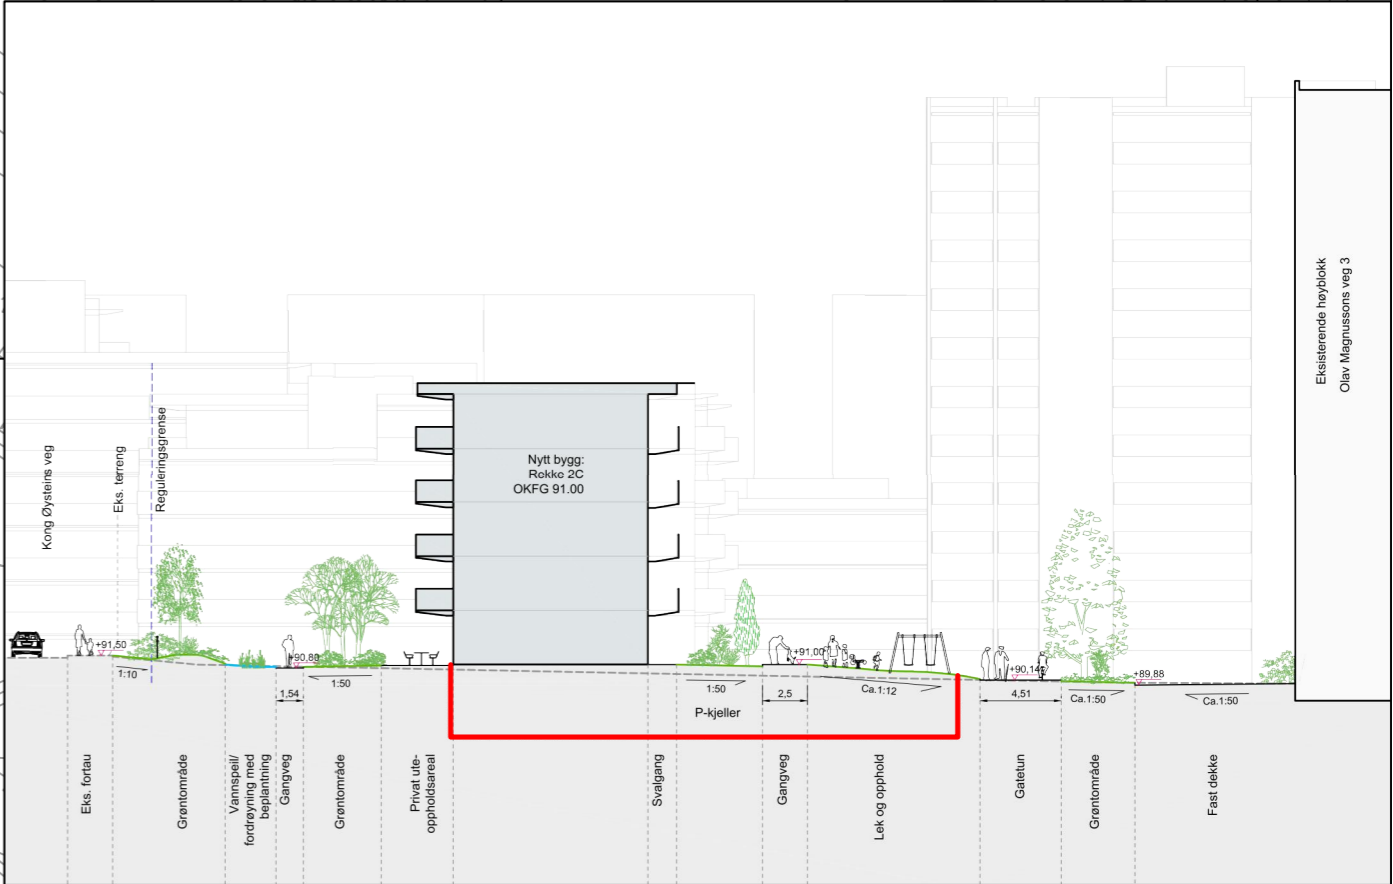 Eksisterende høyblokk
Olav Magnussons veg 3
Kong Øysteins veg
Eks. terreng
Reguleringsgrense
Nytt bygg:
Rekke 2C
OKFG 91.00
+91,50
+90,80
+91,00
+90,14
+89,88
1:10
1:50
1:50
Ca.1:12
Ca.1:50
Ca.1:50
1,54
2,5
4,51
P-kjeller
Eks. fortau
Grøntområde
Vannspeil/
fordrøyning med
beplantning
Gangveg
Grøntområde
Privat ute-
oppholdsareal
Svalgang
Gangveg
Lek og opphold
Gatetun
Grøntområde
Fast dekke